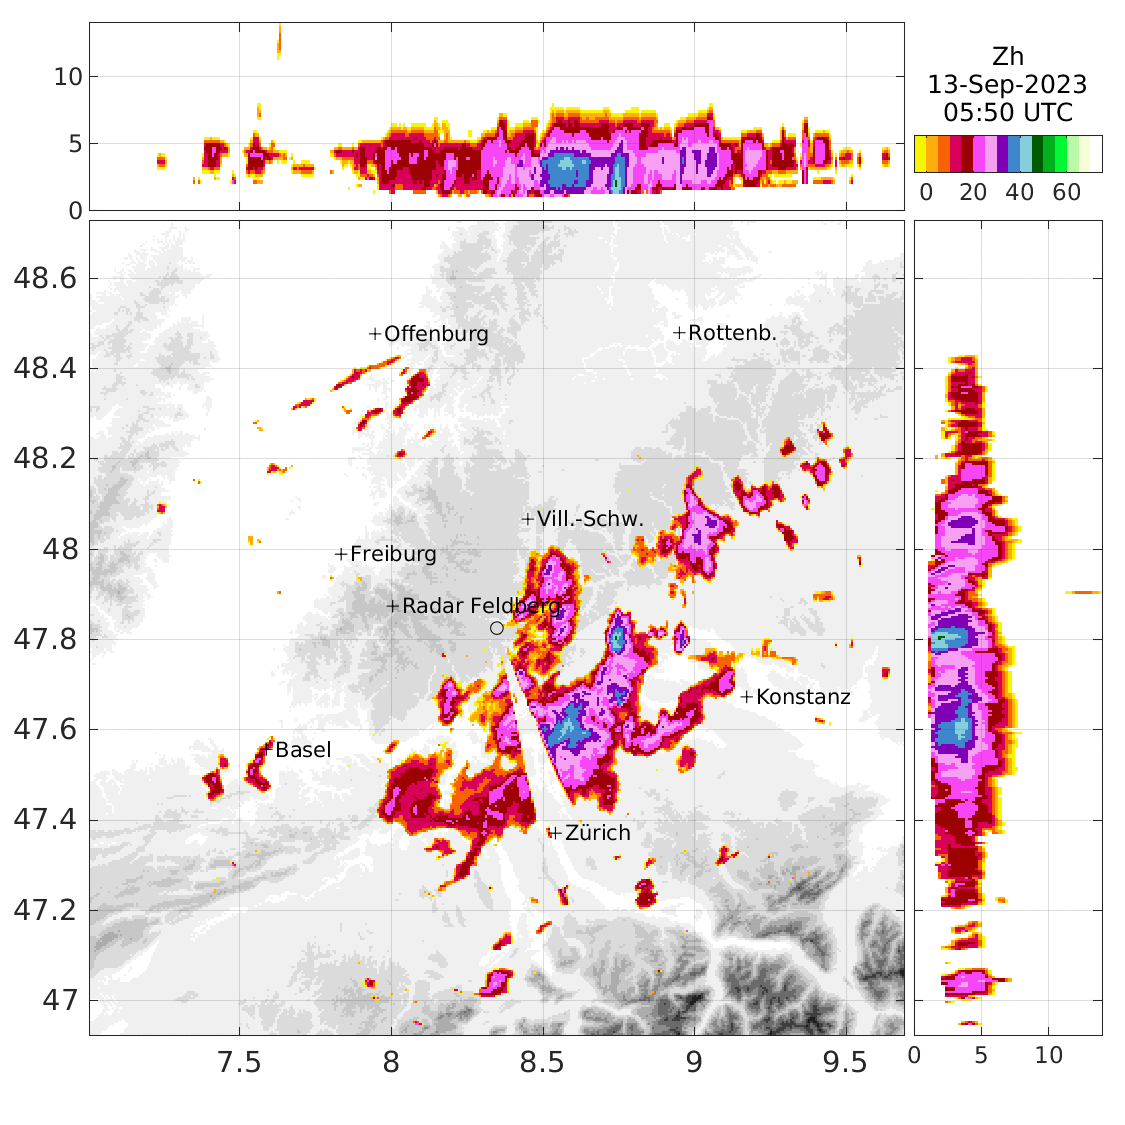 10
5
0
Zh
13-Sep-2023
05:50 UTC
0 20 40 60
48.6
48.4
48.2
48
47.8
47.6
47.4
47.2
47
+Offenburg
+Rottenb.
+Vill.-Schw.
+Freiburg
+Radar Feldberg
+Konstanz
+Basel
+Zürich
7.5 8 8.5 9 9.5
0 5 10